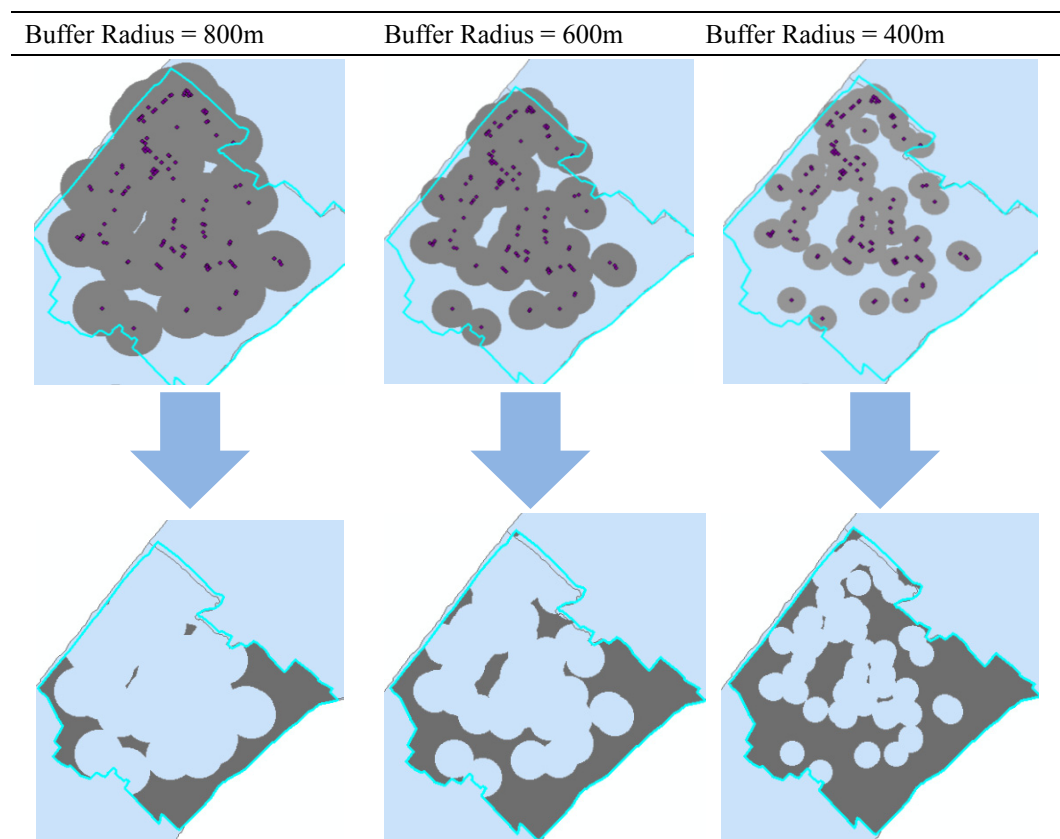 Buffer Radius = 800m
Buffer Radius = 600m
Buffer Radius = 400m